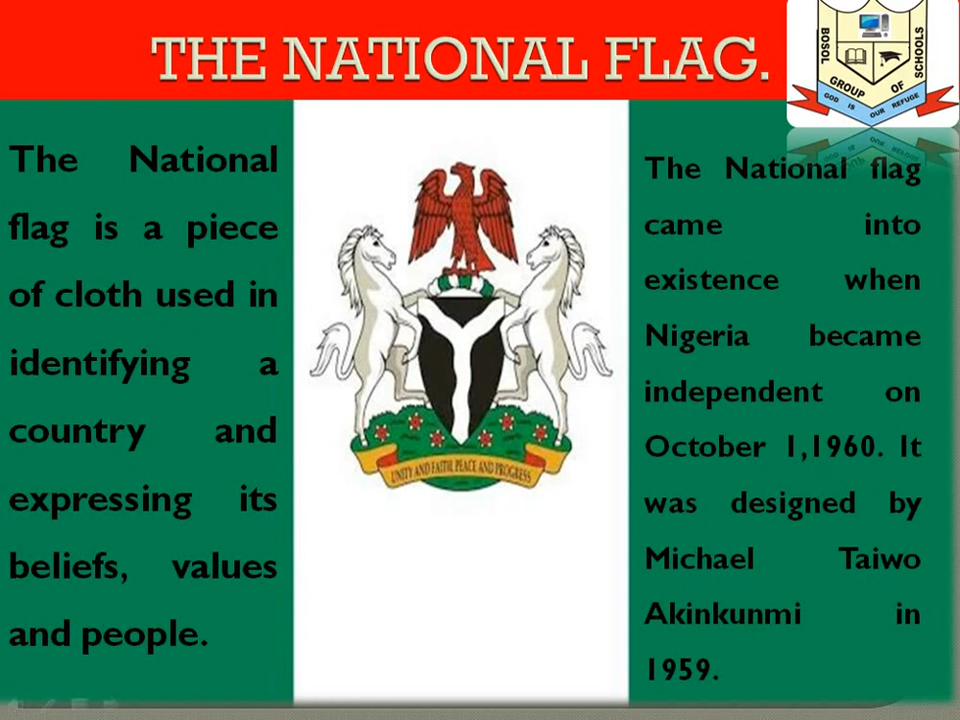 THE NATIONAL FLAG.
BOSOL
GROUP OF
SCHOOLS
GOD IS OUR REFUGE
The National
flag is a piece
of cloth used in
identifying a
country and
expressing its
beliefs, values
and people.
UNITY AND FAITH, PEACE AND PROGRESS
The National flag
came into
existence when
Nigeria became
independent on
October 1,1960. It
was designed by
Michael Taiwo
Akinkunmi in
1959.